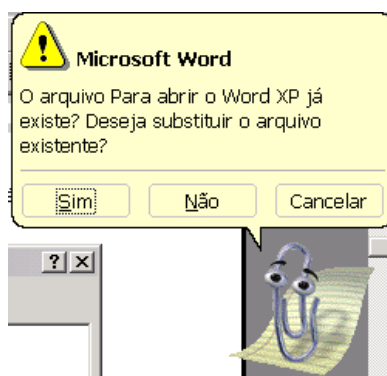 Microsoft Word
O arquivo Para abrir o Word XP já
existe? Deseja substituir o arquivo
existente?
Sim
Não
Cancelar
?